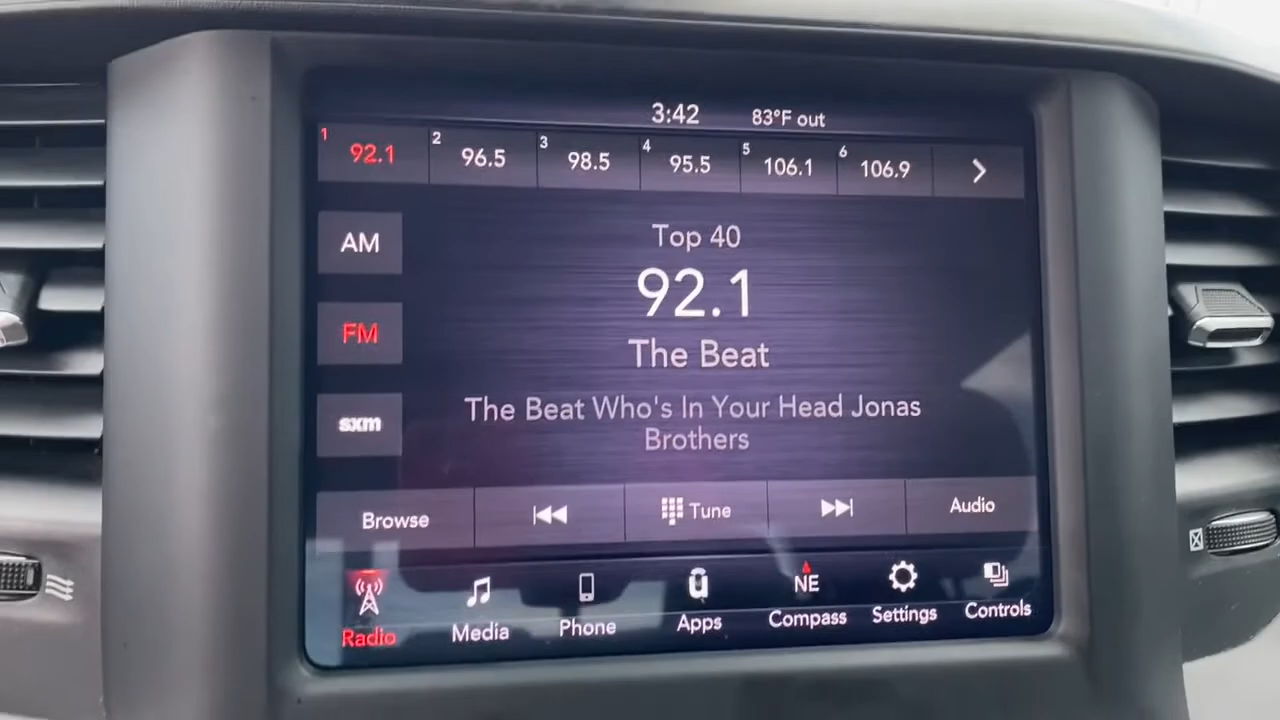 3:42 83°F out
1 92.1 2 96.5 3 98.5 4 95.5 5 106.1 6 106.9
AM
Top 40
92.1
FM
The Beat
The Beat Who's In Your Head Jonas
Brothers
sxm
Browse Tune Audio
NE
Radio Media Phone Apps Compass Settings Controls